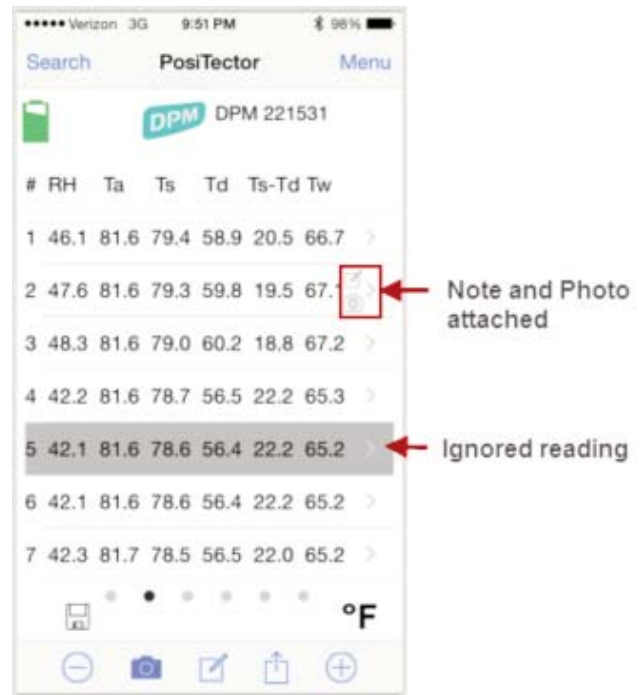 Verizon 3G 9:51 PM 98%
Search PosiTector Menu
DPM DPM 221531
# RH Ta Ts Td Ts-Td Tw
1 46.1 81.6 79.4 58.9 20.5 66.7
2 47.6 81.6 79.3 59.8 19.5 67.1
Note and Photo
attached
3 48.3 81.6 79.0 60.2 18.8 67.2
4 42.2 81.6 78.7 56.5 22.2 65.3
5 42.1 81.6 78.6 56.4 22.2 65.2
Ignored reading
6 42.1 81.6 78.6 56.4 22.2 65.2
7 42.3 81.7 78.5 56.5 22.0 65.2
°F